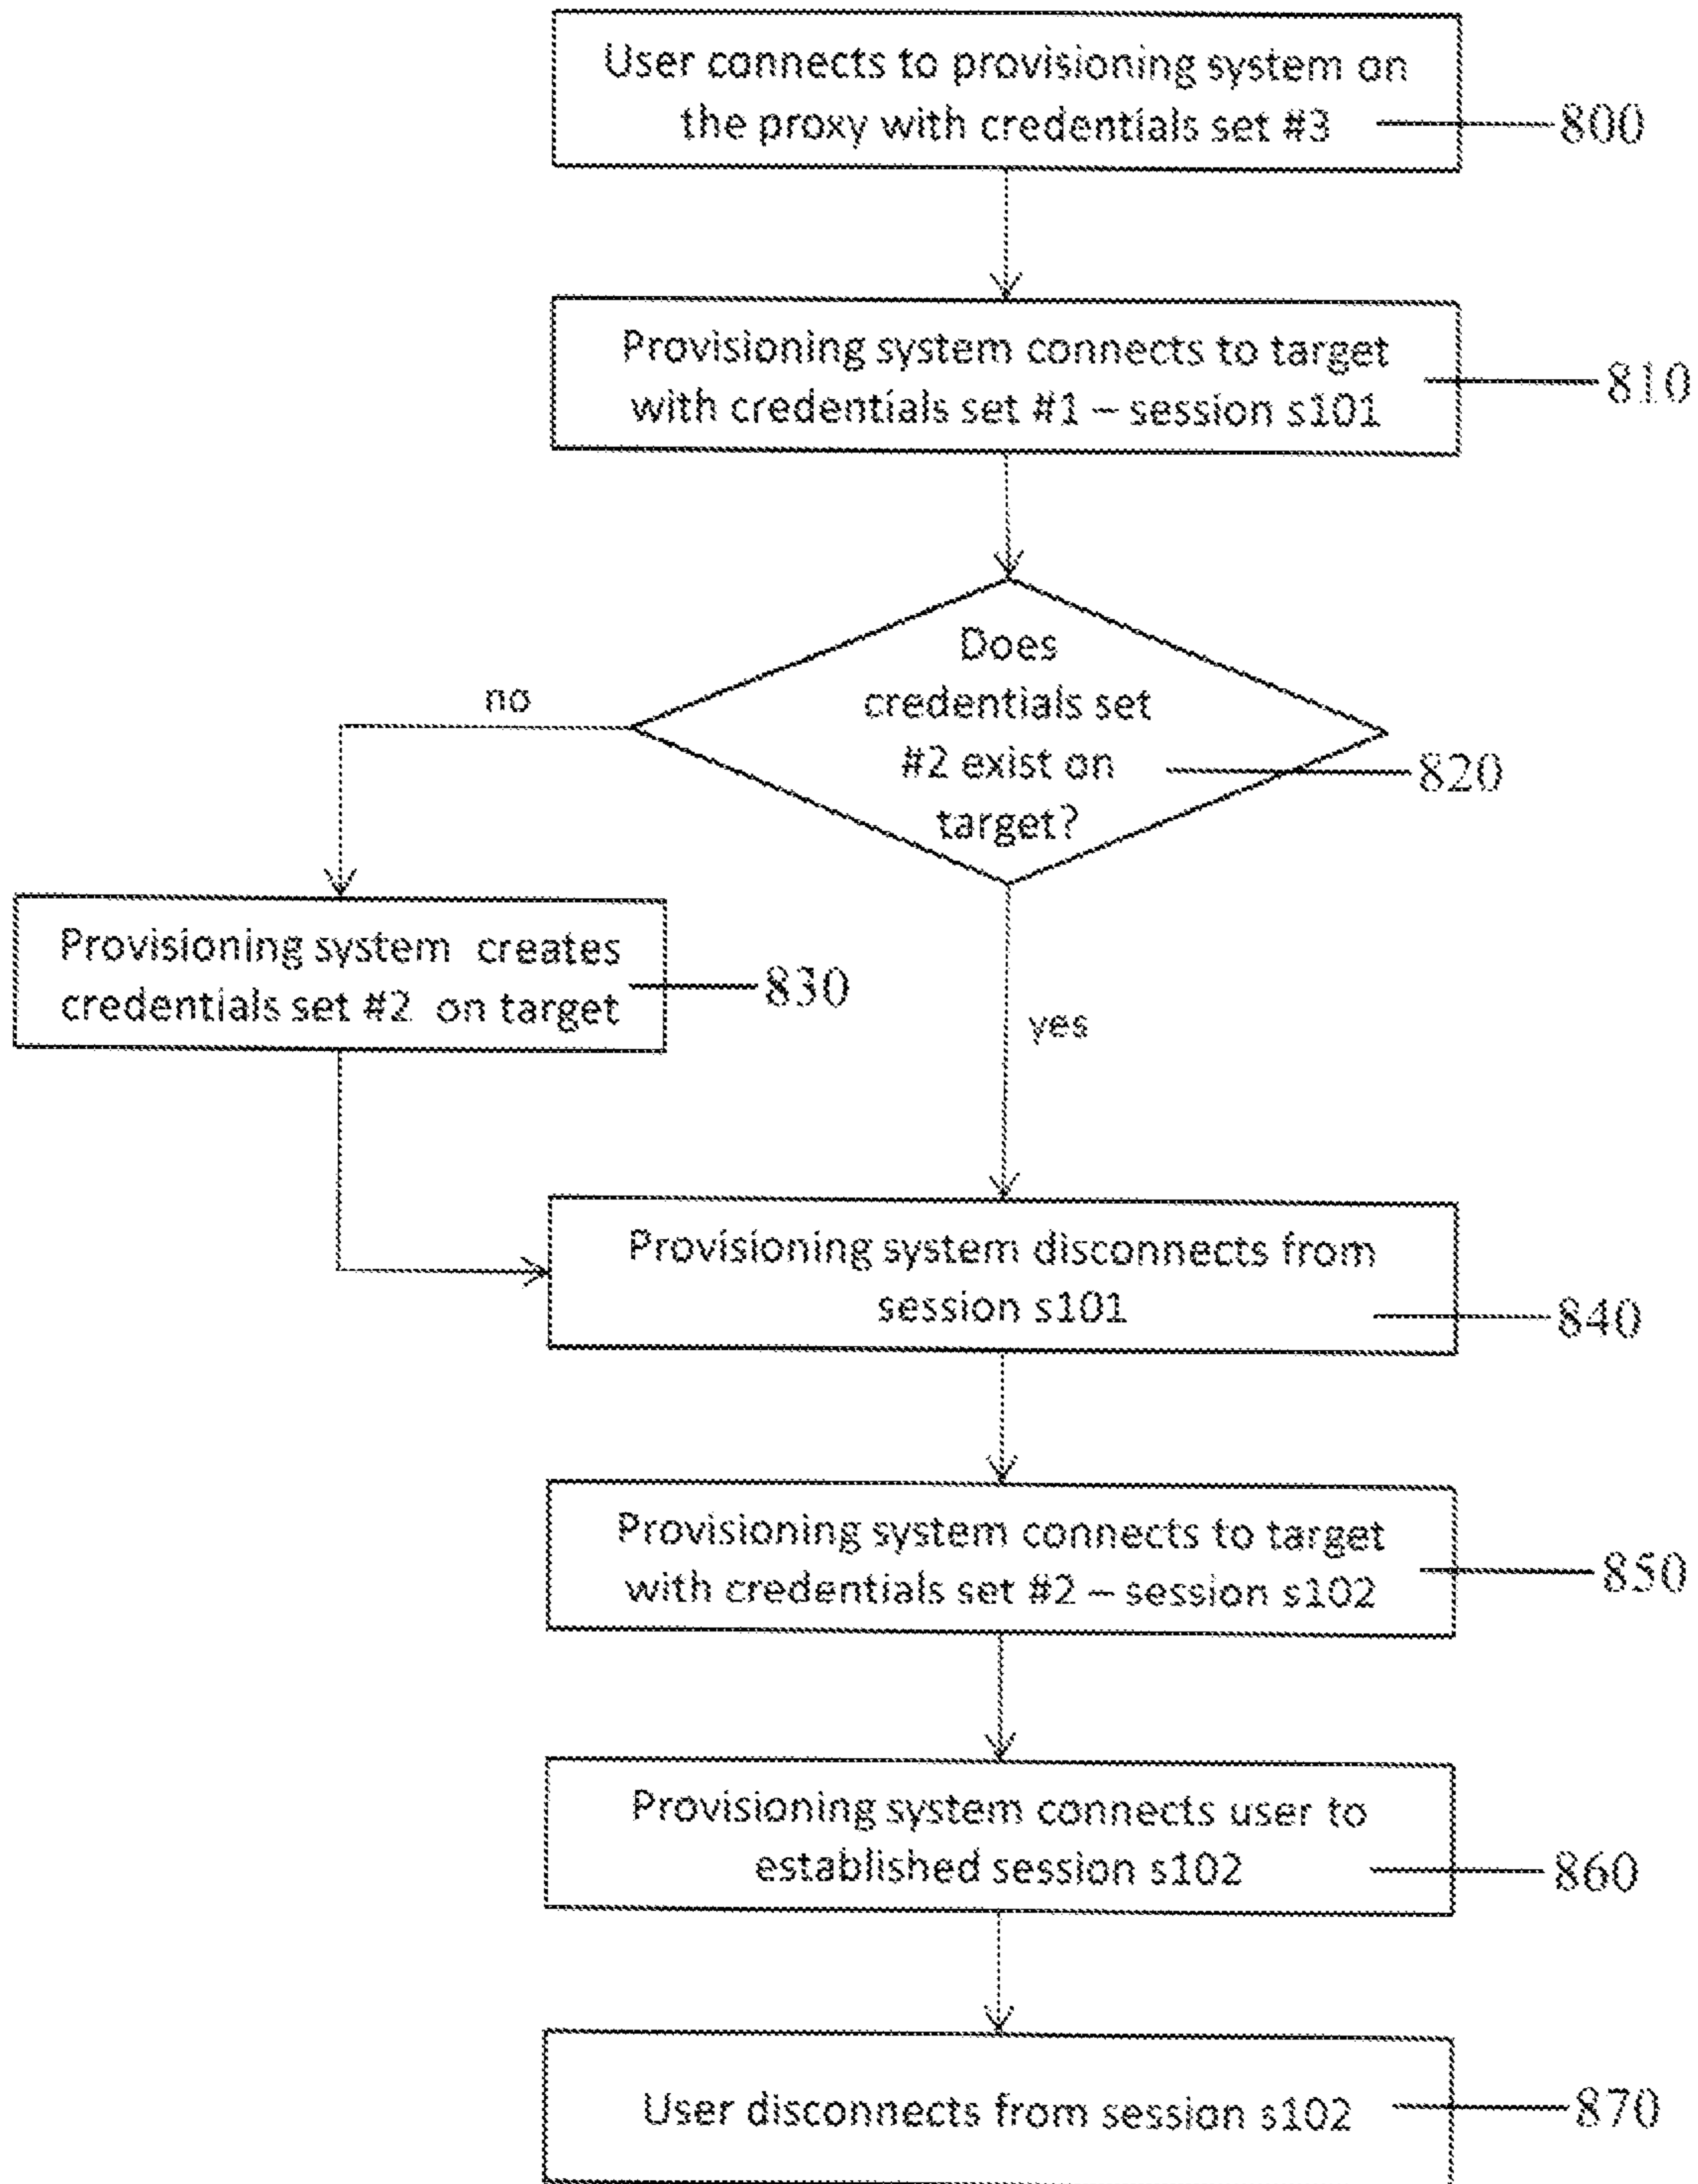 User connects to provisioning system on
the proxy with credentials set #3
800
Provisioning system connects to target
with credentials set #1 – session s101
810
Does
credentials set
#2 exist on
target?
820
no
Provisioning system creates
credentials set #2 on target
830
yes
Provisioning system disconnects from
session s101
840
Provisioning system connects to target
with credentials set #2 – session s102
850
Provisioning system connects user to
established session s102
860
User disconnects from session s102
870